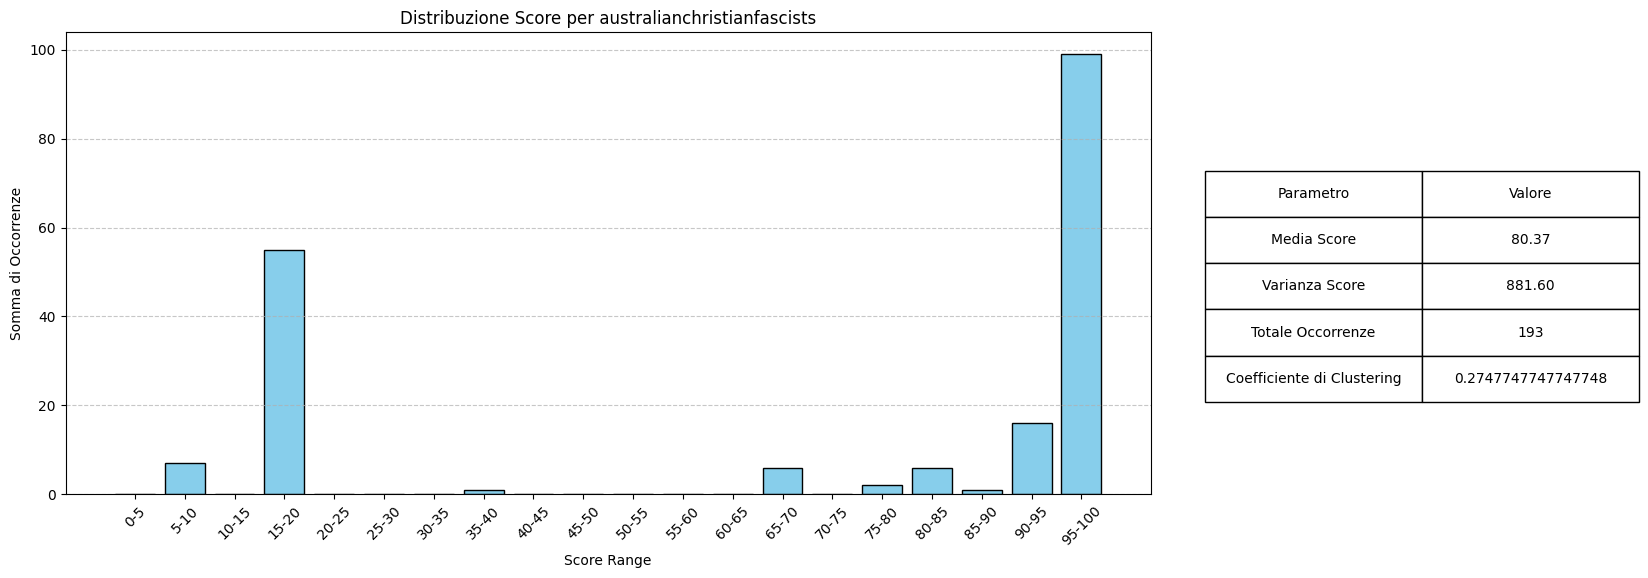 Distribuzione Score per australianchristianfascists
Somma di Occorrenze
100
80
60
40
20
0
0-5 5-10 10-15 15-20 20-25 25-30 30-35 35-40 40-45 45-50 50-55 55-60 60-65 65-70 70-75 75-80 80-85 85-90 90-95 95-100
Score Range
Parametro Valore
Media Score 80.37
Varianza Score 881.60
Totale Occorrenze 193
Coefficiente di Clustering 0.2747747747747748